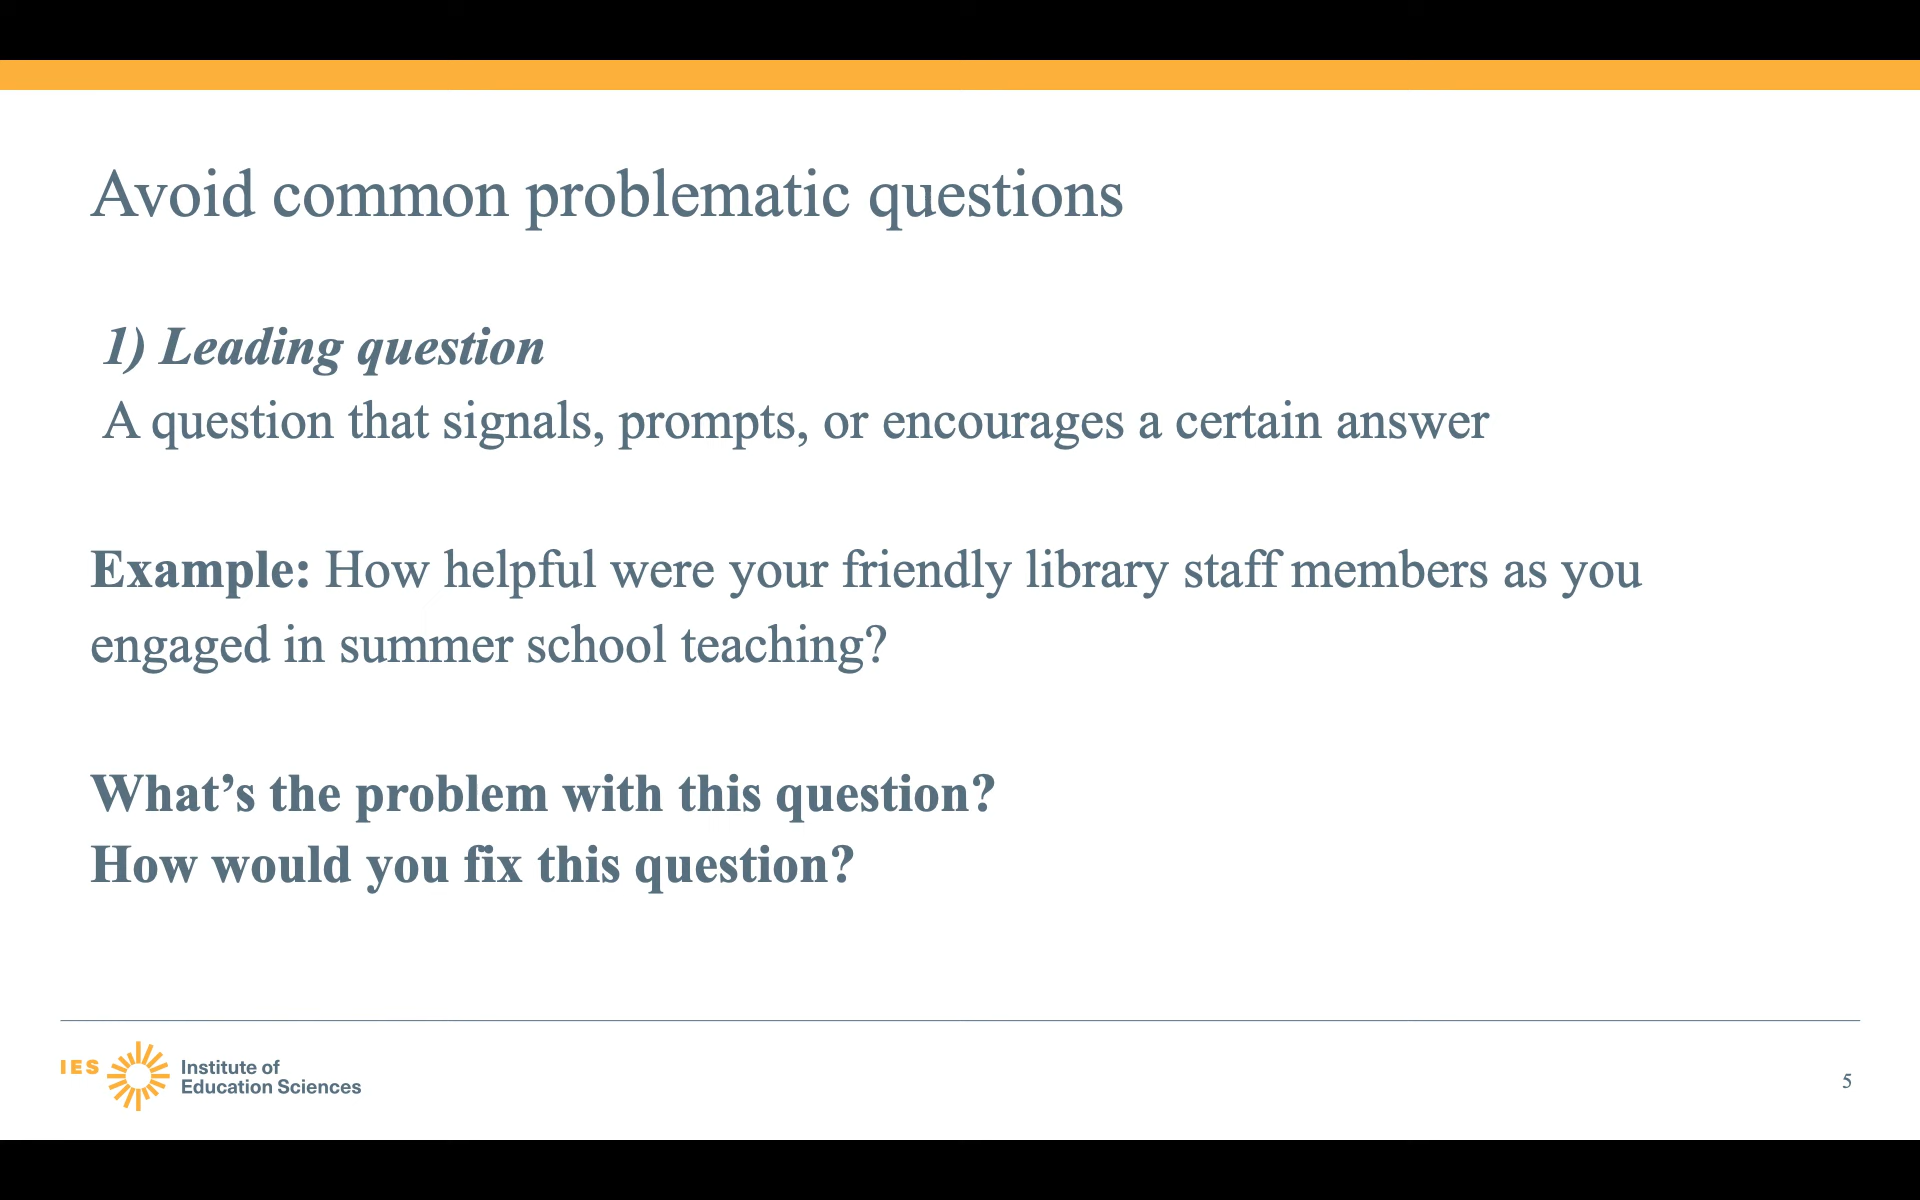 Avoid common problematic questions
1) Leading question
A question that signals, prompts, or encourages a certain answer
Example: How helpful were your friendly library staff members as you
engaged in summer school teaching?
What’s the problem with this question?
How would you fix this question?
IES
Institute of
Education Sciences
5